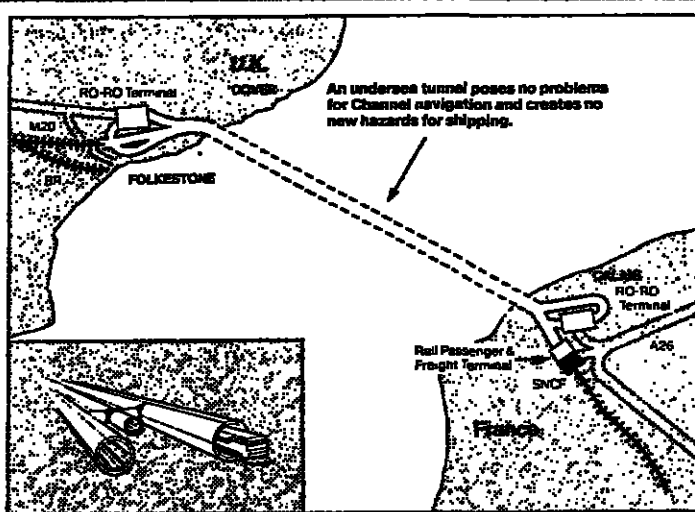 U.K.
DOVER
RO-RO Terminal
An undersea tunnel poses no problems
for Channel navigation and creates no
new hazards for shipping.
M20
BR
FOLKESTONE
CALAIS
RO-RO
Terminal
A26
Rail Passenger &
Freight Terminal
SNCF
France